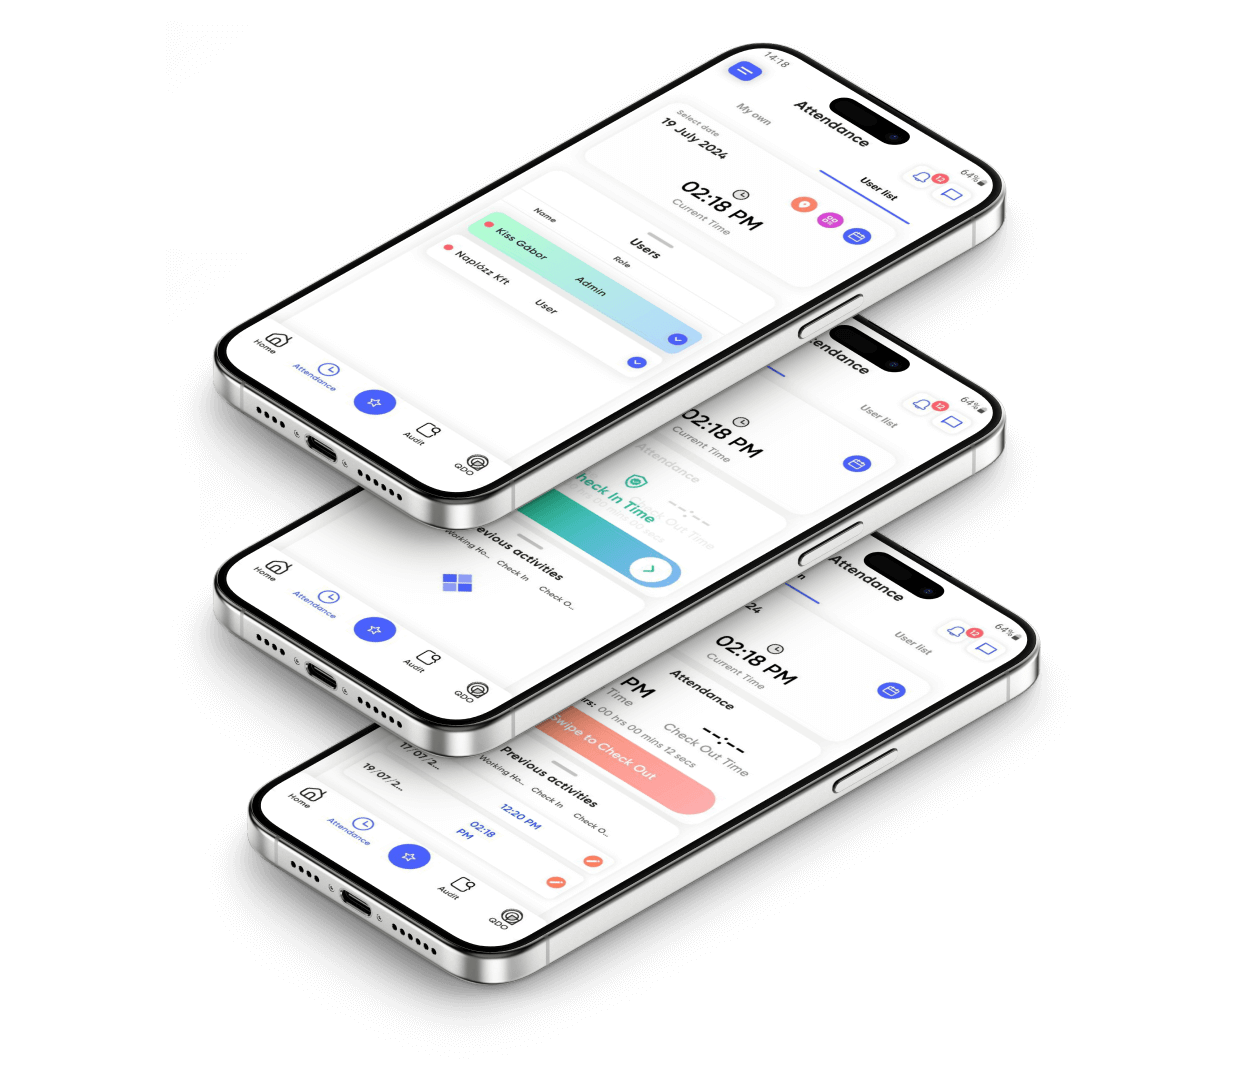 14:18
Attendance
64%
12
My own
User list
Select date
19 July 2024
02:18 PM
Current Time
Users
Name
Role
Kiss Gábor
Admin
Naplózz Kft
User
Home
Attendance
Audit
QDO
endance
64%
12
User list
02:18 PM
Current Time
Attendance
heck In Time
Check Out Time
--:--
evious activities
Working Ho...
Check In
Check O...
Home
Attendance
Audit
QDO
Attendance
64%
12
n
User list
24
02:18 PM
Current Time
Attendance
PM
Time
--:--
Check Out Time
rs: 00 hrs 00 mins 12 secs
Swipe to Check Out
Previous activities
Working Ho...
Check In
Check O...
17/07/2...
12:20 PM
19/07/2...
02:18
PM
Home
Attendance
Audit
QDO